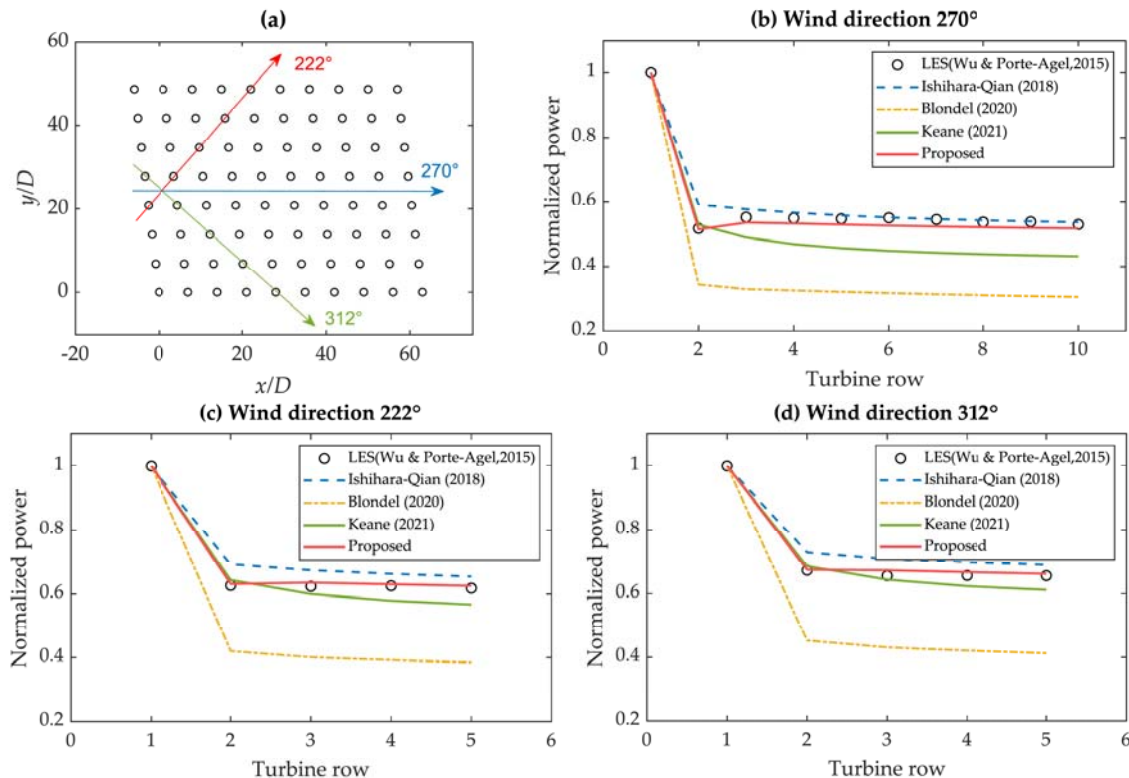 (a)
60
40
20
0
y/D
-20
0
20
40
60
x/D
222°
270°
312°
(b) Wind direction 270°
1
0.8
0.6
0.4
0.2
Normalized power
0
2
4
6
8
10
Turbine row
LES(Wu & Porte-Agel,2015)
Ishihara-Qian (2018)
Blondel (2020)
Keane (2021)
Proposed
(c) Wind direction 222°
1
0.8
0.6
0.4
0.2
Normalized power
0
1
2
3
4
5
6
Turbine row
LES(Wu & Porte-Agel,2015)
Ishihara-Qian (2018)
Blondel (2020)
Keane (2021)
Proposed
(d) Wind direction 312°
1
0.8
0.6
0.4
0.2
Normalized power
0
1
2
3
4
5
6
Turbine row
LES(Wu & Porte-Agel,2015)
Ishihara-Qian (2018)
Blondel (2020)
Keane (2021)
Proposed